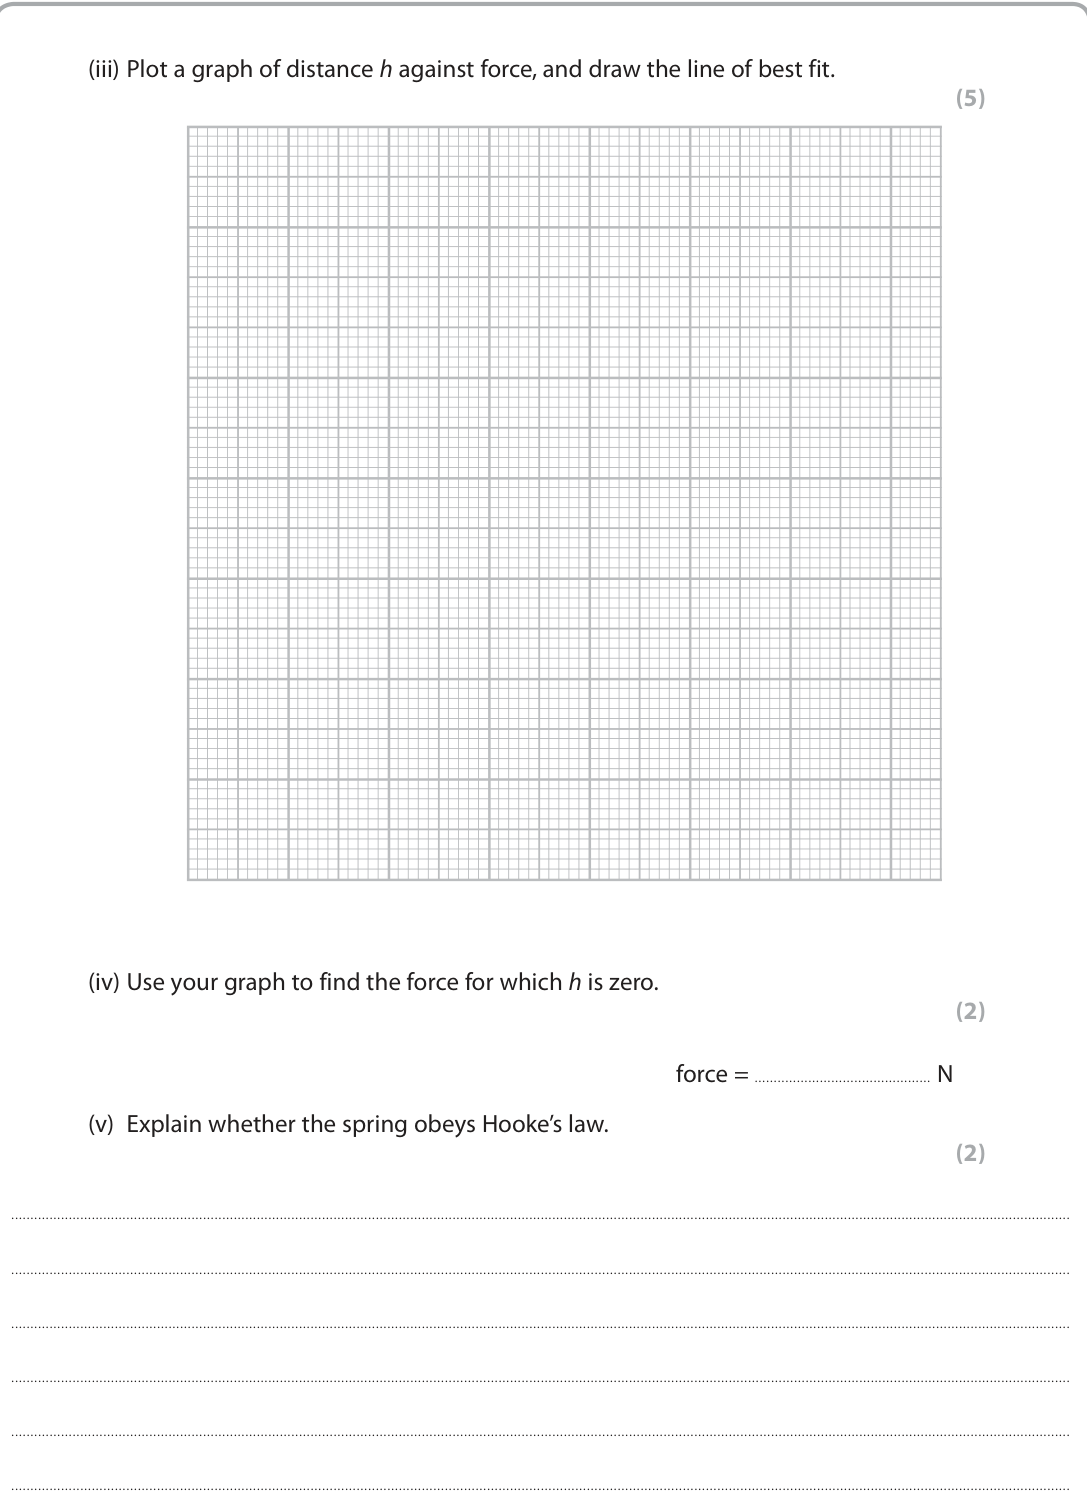 (iii) Plot a graph of distance h against force, and draw the line of best fit.
(5)
(iv) Use your graph to find the force for which h is zero.
(2)
force = ............................................. N
(v) Explain whether the spring obeys Hooke’s law.
(2)